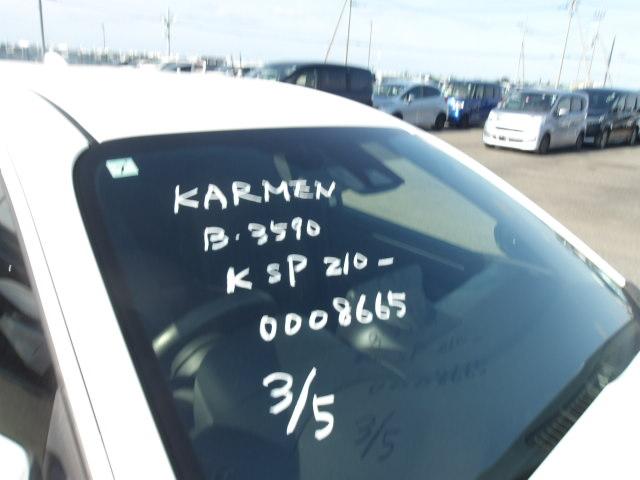 KARMEN
B.3590
KSP210-
0008665
3/5